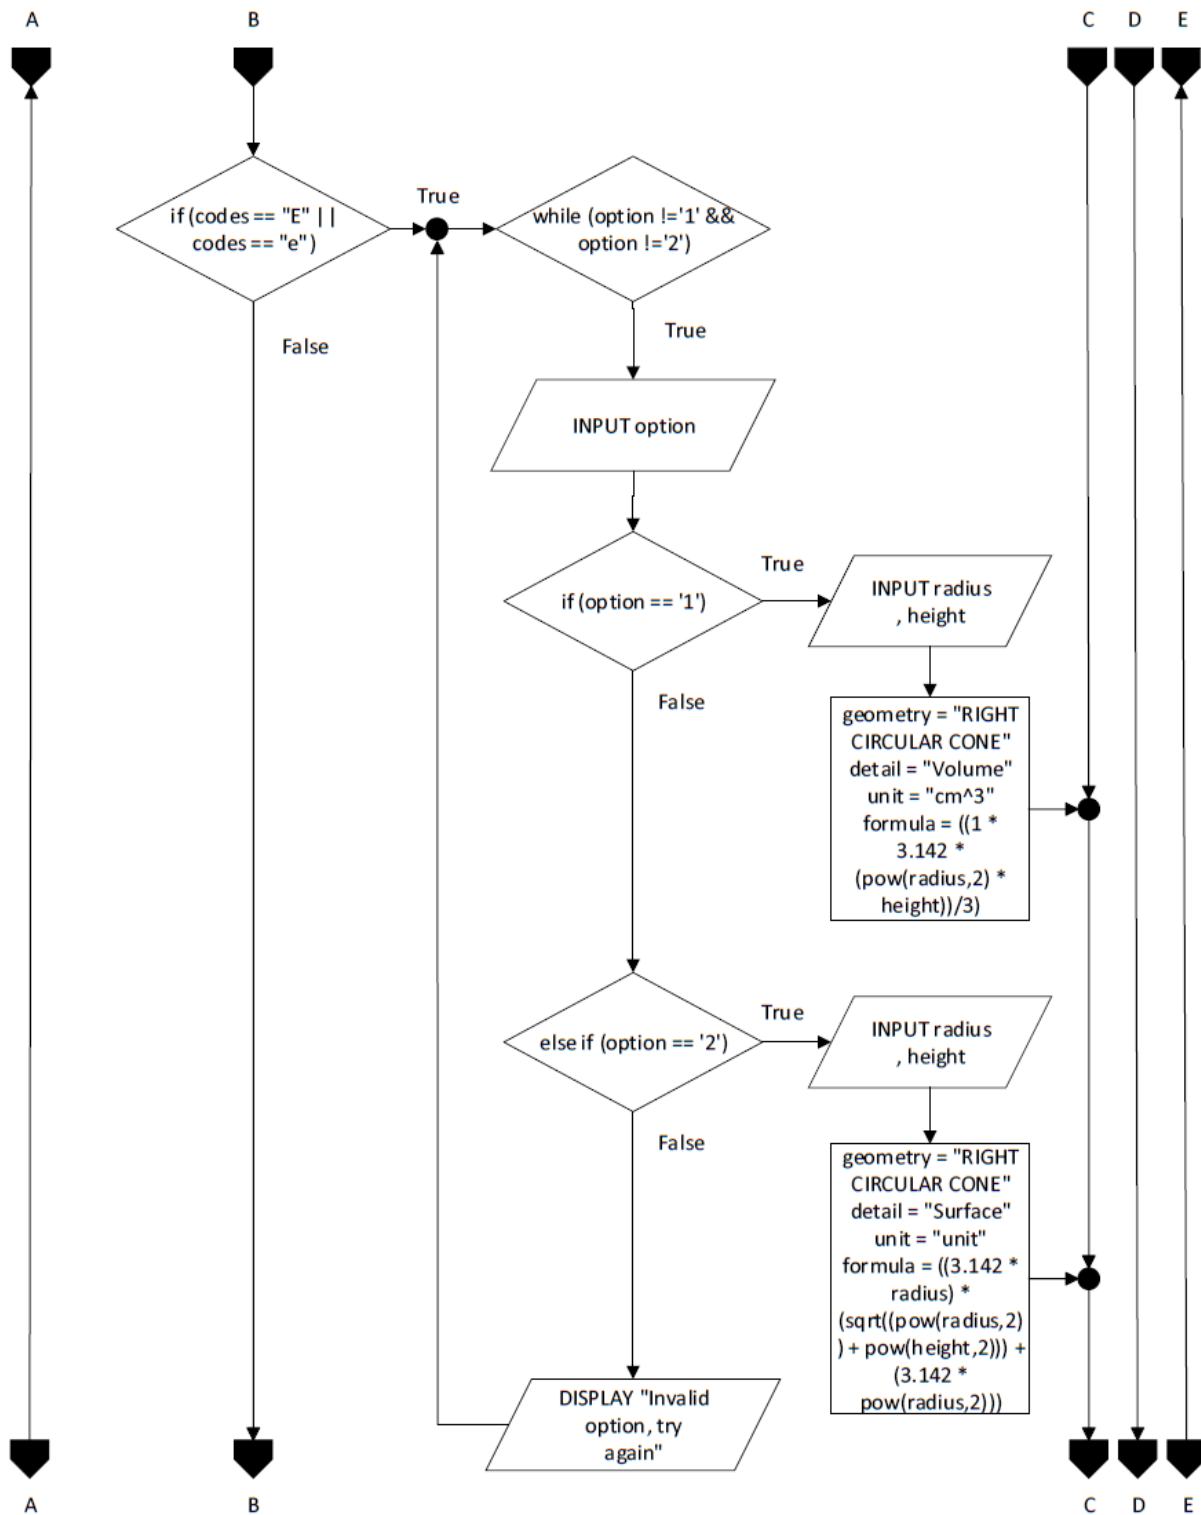 A
B
C
D
E
if (codes == "E" ||
codes == "e")
True
while (option !='1' &&
option !='2')
False
True
INPUT option
if (option == '1')
True
INPUT radius
, height
False
geometry = "RIGHT
CIRCULAR CONE"
detail = "Volume"
unit = "cm^3"
formula = ((1 *
3.142 *
(pow(radius,2) *
height))/3)
else if (option == '2')
True
INPUT radius
, height
False
geometry = "RIGHT
CIRCULAR CONE"
detail = "Surface"
unit = "unit"
formula = ((3.142 *
radius) *
(sqrt((pow(radius,2)
) + pow(height,2))) +
(3.142 *
pow(radius,2)))
DISPLAY "Invalid
option, try
again"
A
B
C
D
E